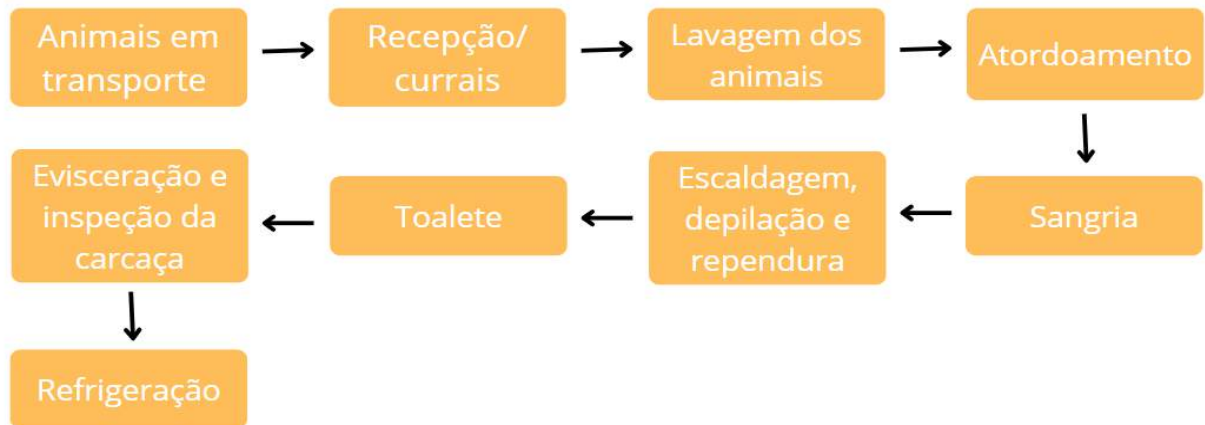 Animais em
transporte
Recepção/
currais
Lavagem dos
animais
Atordoamento
Sangria
Escaldagem,
depilação e
rependura
Toalete
Evisceração e
inspeção da
carcaça
Refrigeração